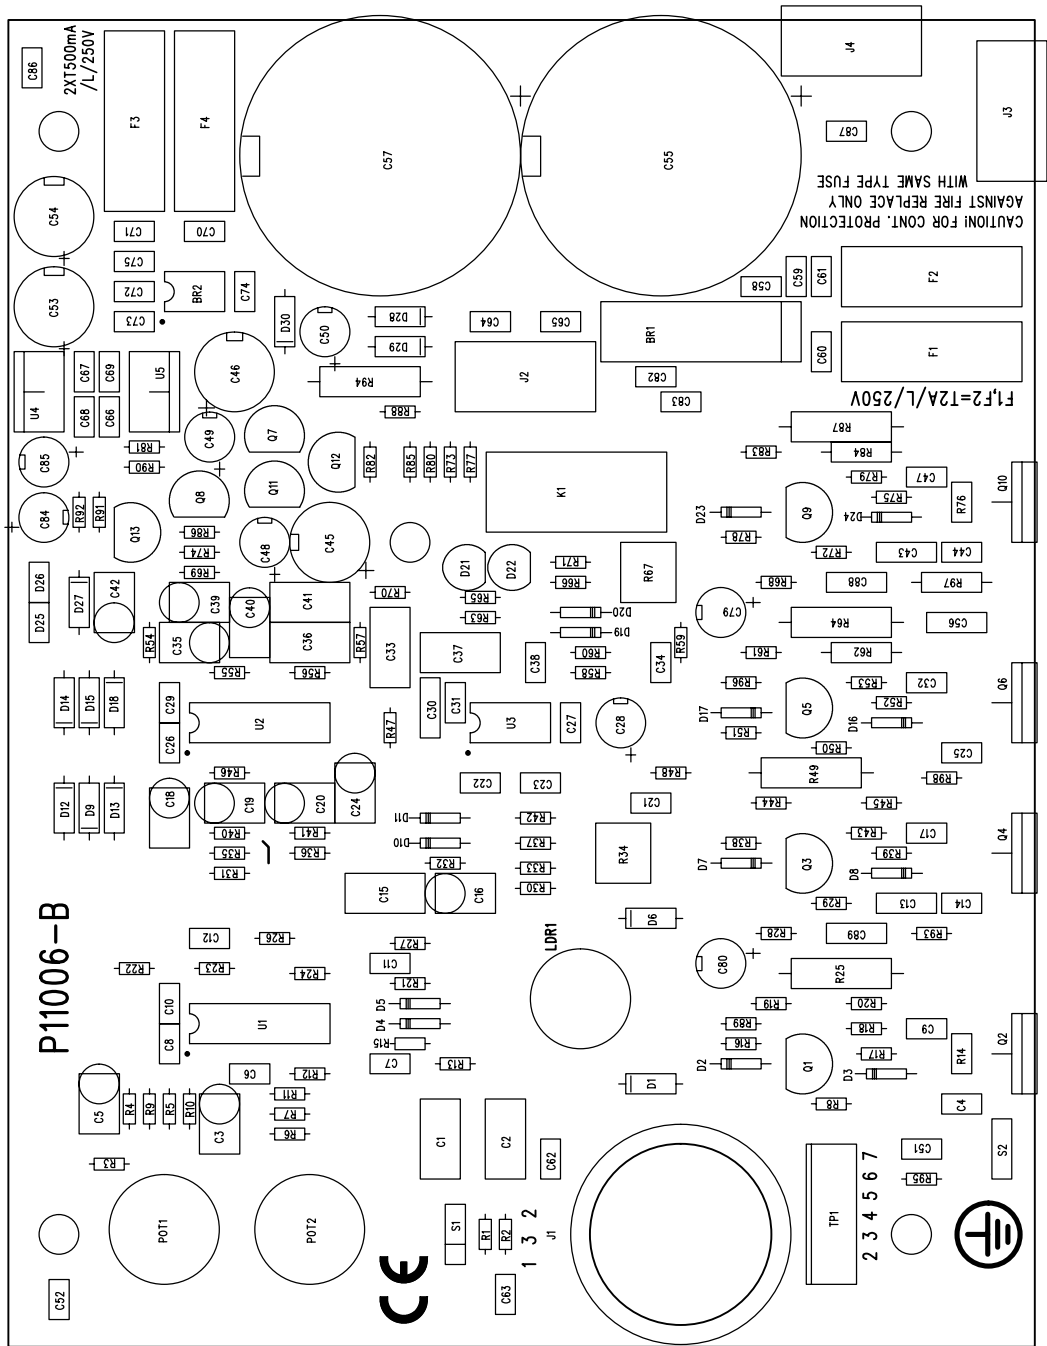 C86
2XT500mA
/L/250V
F3
F4
C57
C55
J4
J3
C87
CAUTION! FOR CONT. PROTECTION
AGAINST FIRE REPLACE ONLY
WITH SAME TYPE FUSE
C54
C71
C70
C75
C53
C72
BR2
C74
C73
D30
C50
D28
D29
C64
C65
C58
C59
C61
F2
BR1
F1
C60
F1,F2=T2A/L/250V
U4
C67
C69
U5
C46
R94
J2
C82
C83
C68
C66
R88
R87
C85
R81
R90
C49
Q7
Q12
R82
R85
R80
R73
R77
R83
R84
C84
R92
R91
Q13
Q8
Q11
K1
R79
C47
R75
R76
Q10
D23
Q9
D24
R86
R74
R69
C48
C45
R78
R72
C43
C44
D26
D25
D27
C42
C39
C40
C41
R70
D21
D22
R71
R66
R67
R68
C88
R97
R65
R63
D20
D19
C79
R64
C56
R54
C35
C36
R57
C33
C37
C38
R60
R58
C34
R59
R61
R62
R55
R56
D14
D15
D18
C29
C26
U2
R47
C30
C31
U3
C27
C28
R96
D17
R51
Q5
R53
R52
D16
C32
Q6
R50
C25
D12
D9
D13
C18
R46
C19
C20
C24
C22
C23
R48
R49
R98
C21
R44
R45
R40
R35
R31
R41
R36
D11
D10
R42
R37
R32
R33
R30
R34
R38
D7
Q3
R43
R39
D8
C17
Q4
C15
C16
R29
C13
C14
P11006-B
D6
LDR1
C12
R26
R27
R28
C89
R93
R22
R23
R24
C11
R21
C80
R25
C10
C8
U1
D5
D4
R15
R19
R20
R89
R16
R18
C9
R17
R14
Q2
C5
C6
R12
C7
R13
D2
Q1
D3
D1
R4
R9
R5
R10
C3
R11
R7
R6
R8
C4
R3
C1
C2
C62
C51
S2
R95
POT1
POT2
S1
R1
R2
1 3 2
J1
TP1
2 3 4 5 6 7
C52
CE
C63